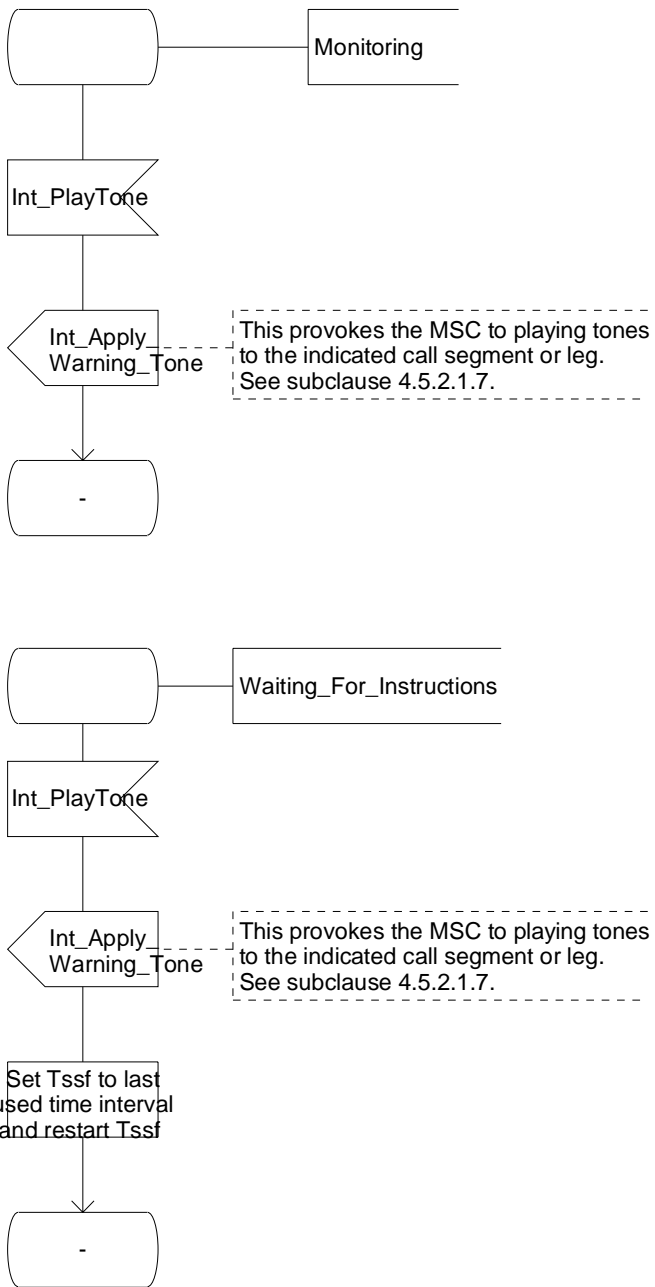 Monitoring
Int_PlayTone
Int_Apply_
Warning_Tone
This provokes the MSC to playing tones
to the indicated call segment or leg.
See subclause 4.5.2.1.7.
-
Waiting_For_Instructions
Int_PlayTone
Int_Apply_
Warning_Tone
This provokes the MSC to playing tones
to the indicated call segment or leg.
See subclause 4.5.2.1.7.
Set Tssf to last
used time interval
and restart Tssf
-